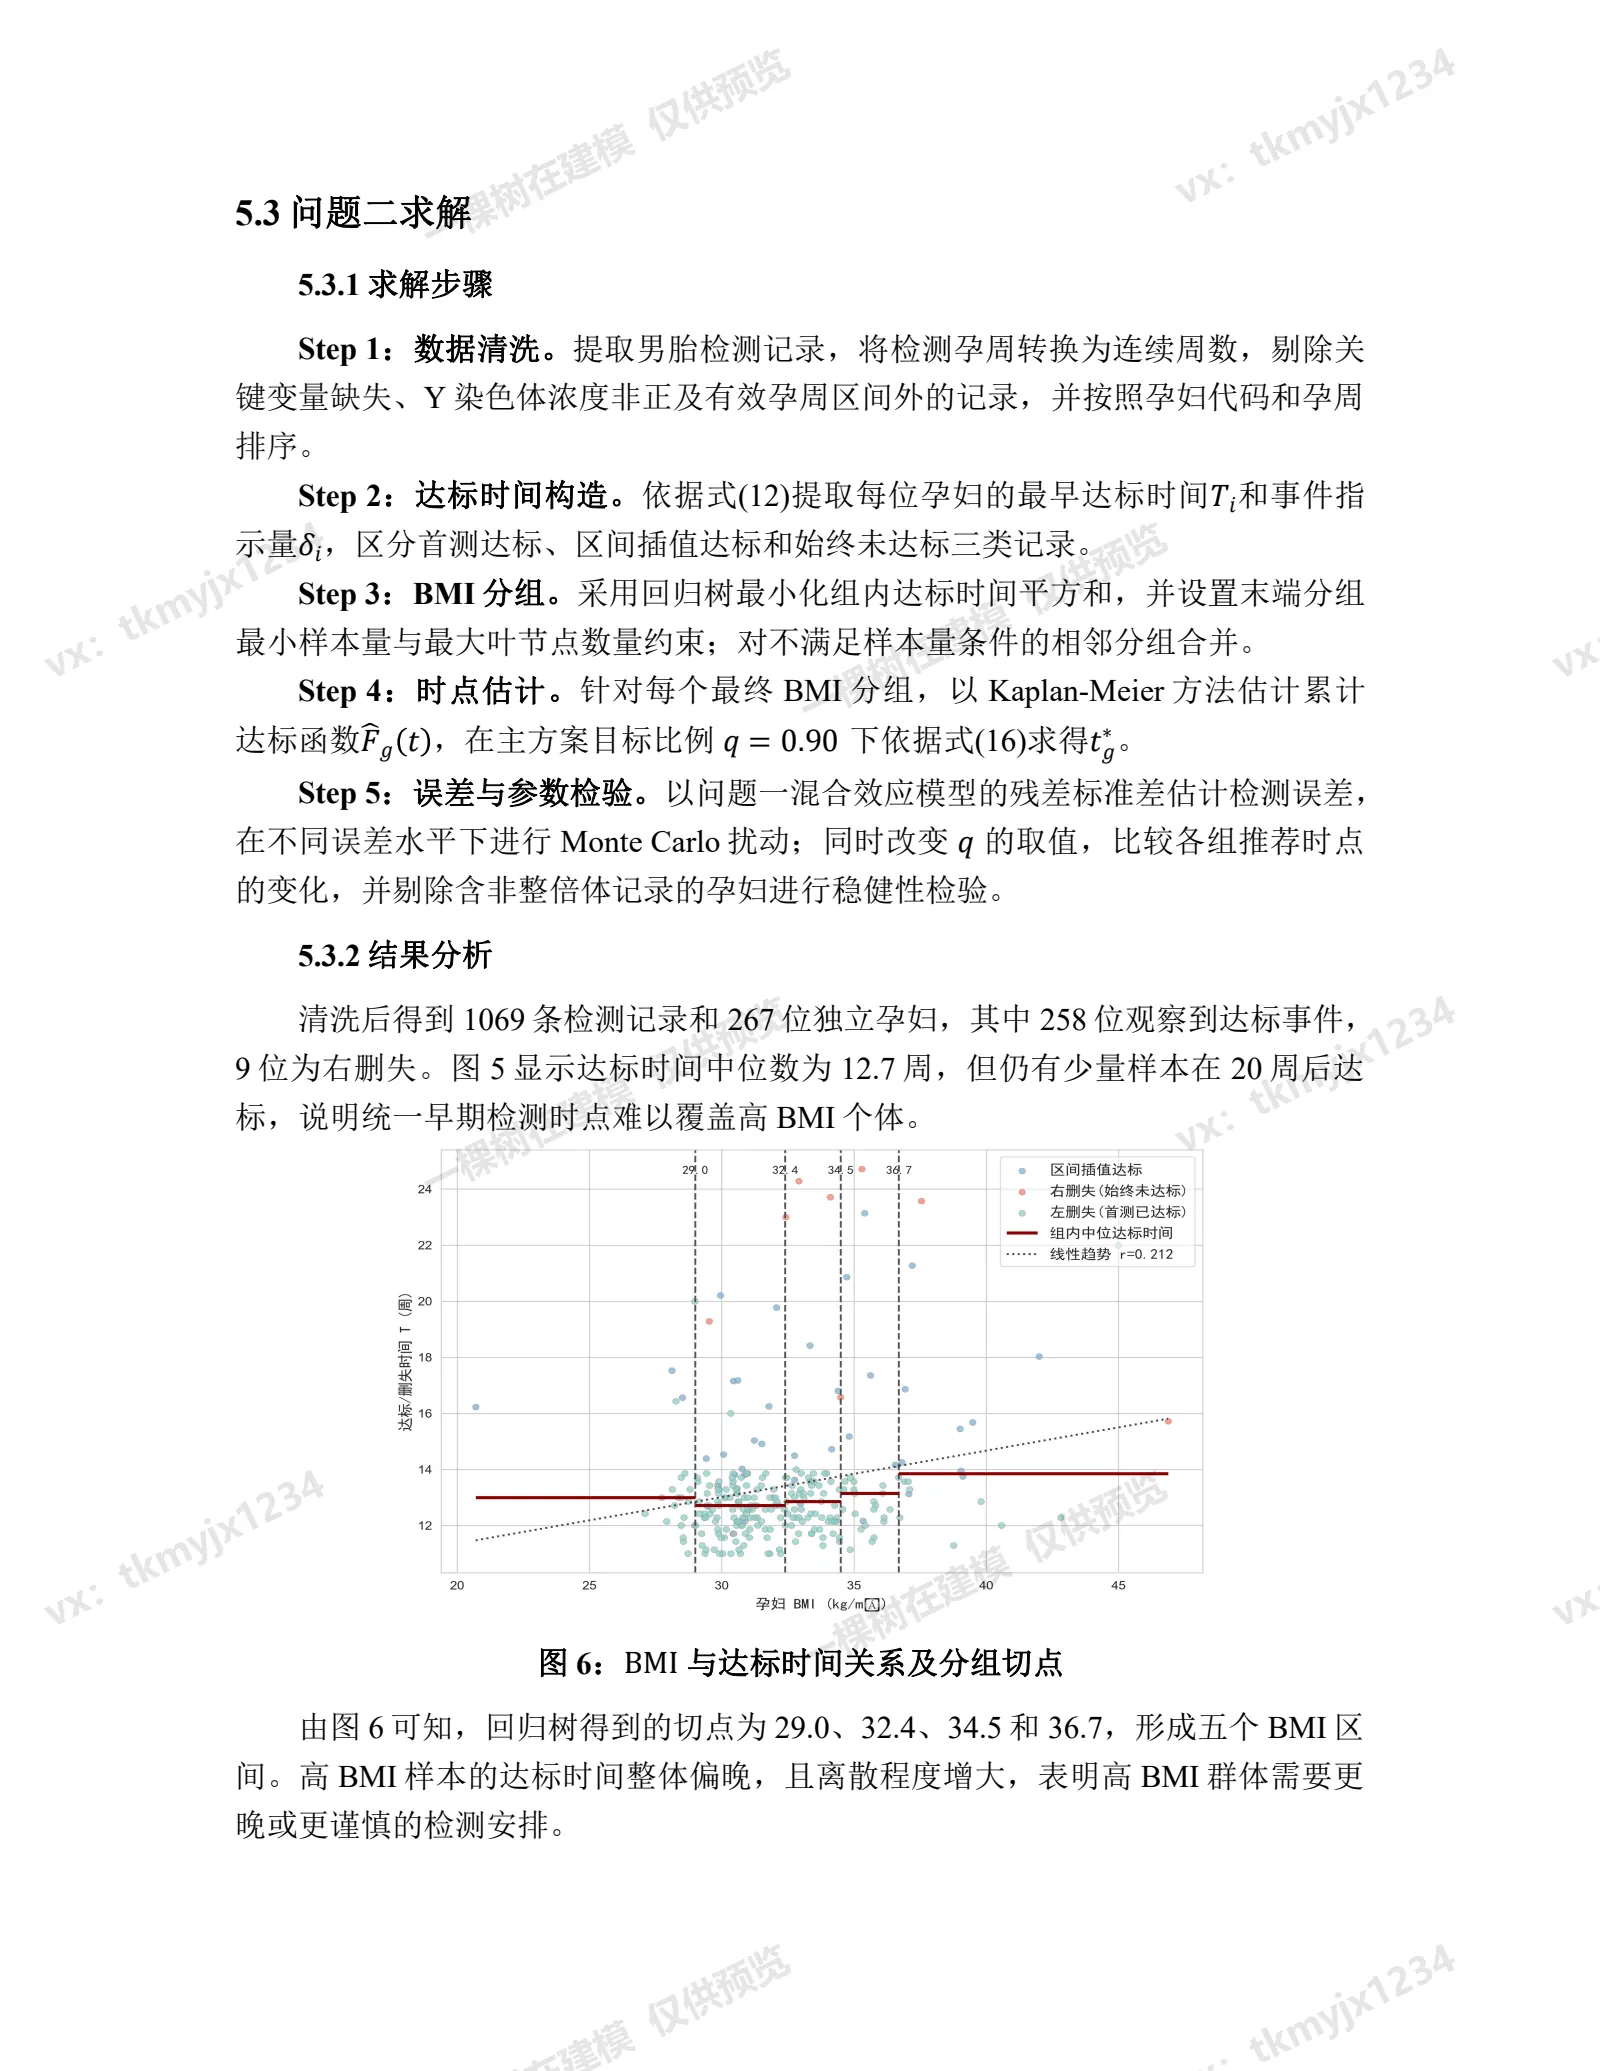 一棵树在建模 仅供预览
vx: tkmyjx1234
5.3 问题二求解
5.3.1 求解步骤
Step 1：数据清洗。提取男胎检测记录，将检测孕周转换为连续周数，剔除关
键变量缺失、Y 染色体浓度非正及有效孕周区间外的记录，并按照孕妇代码和孕周
排序。
Step 2：达标时间构造。依据式(12)提取每位孕妇的最早达标时间T_i和事件指
示量δ_i，区分首测达标、区间插值达标和始终未达标三类记录。
Step 3：BMI 分组。采用回归树最小化组内达标时间平方和，并设置末端分组
最小样本量与最大叶节点数量约束；对不满足样本量条件的相邻分组合并。
Step 4：时点估计。针对每个最终 BMI 分组，以 Kaplan-Meier 方法估计累计
达标函数F̂_g(t)，在主方案目标比例 q = 0.90 下依据式(16)求得t_g^*。
Step 5：误差与参数检验。以问题一混合效应模型的残差标准差估计检测误差，
在不同误差水平下进行 Monte Carlo 扰动；同时改变 q 的取值，比较各组推荐时点
的变化，并剔除含非整倍体记录的孕妇进行稳健性检验。
5.3.2 结果分析
清洗后得到 1069 条检测记录和 267 位独立孕妇，其中 258 位观察到达标事件，
9 位为右删失。图 5 显示达标时间中位数为 12.7 周，但仍有少量样本在 20 周后达
标，说明统一早期检测时点难以覆盖高 BMI 个体。
29.0 32.4 34.5 36.7
区间插值达标
右删失(始终未达标)
左删失(首测已达标)
组内中位达标时间
线性趋势 r=0.212
达标/删失时间 T (周)
24
22
20
18
16
14
12
20 25 30 35 40 45
孕妇 BMI (kg/m🄰)
图 6：BMI 与达标时间关系及分组切点
由图 6 可知，回归树得到的切点为 29.0、32.4、34.5 和 36.7，形成五个 BMI 区
间。高 BMI 样本的达标时间整体偏晚，且离散程度增大，表明高 BMI 群体需要更
晚或更谨慎的检测安排。